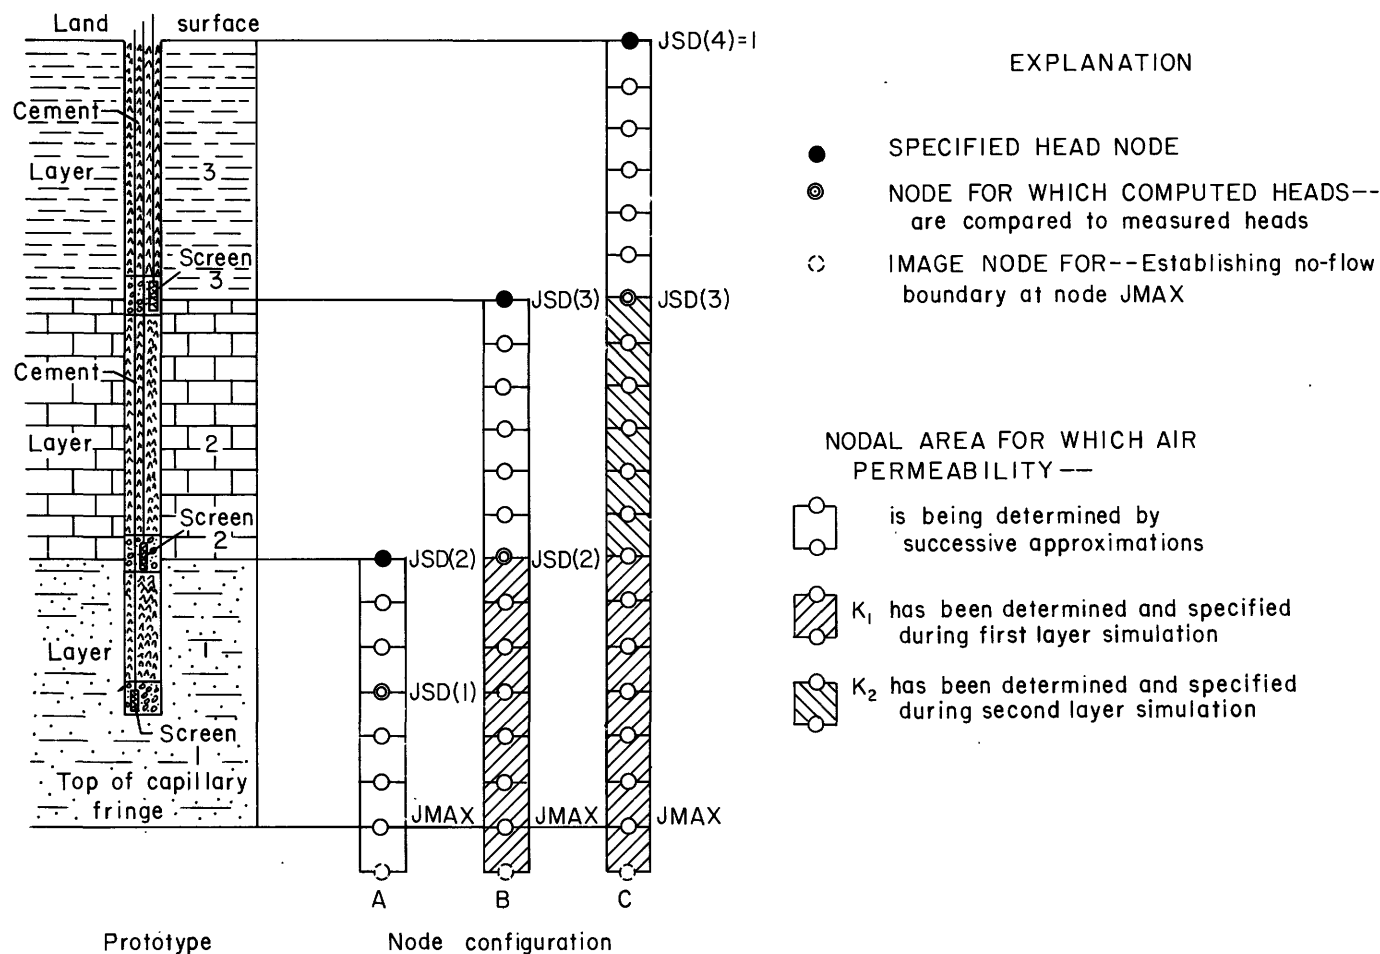 Land surface
Cement
Layer 3
Screen
3
Cement
Layer 2
Screen
2
Layer 1
Screen
1
Top of capillary
fringe
Prototype
JSD(4)=1
JSD(3)
JSD(3)
JSD(2)
JSD(2)
JSD(1)
JMAX
JMAX
JMAX
A
B
C
Node configuration
EXPLANATION
SPECIFIED HEAD NODE
NODE FOR WHICH COMPUTED HEADS--
are compared to measured heads
IMAGE NODE FOR--Establishing no-flow
boundary at node JMAX
NODAL AREA FOR WHICH AIR
PERMEABILITY--
is being determined by
successive approximations
K₁ has been determined and specified
during first layer simulation
K₂ has been determined and specified
during second layer simulation